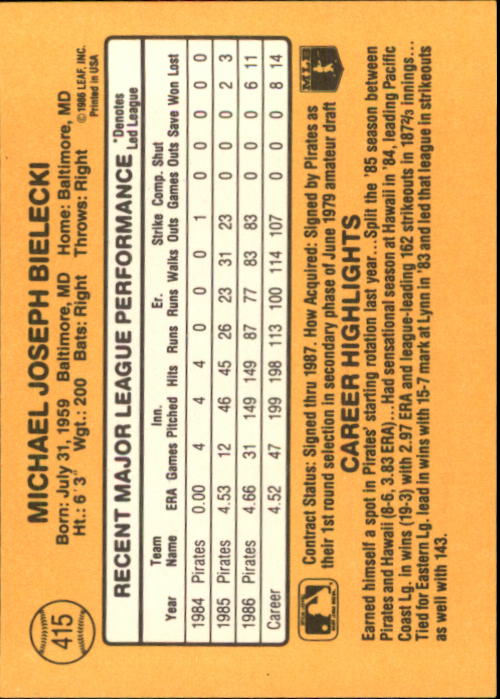 415
MICHAEL JOSEPH BIELECKI
Born: July 31, 1959 Baltimore, MD Home: Baltimore, MD
Ht.: 6' 3" Wgt.: 200 Bats: Right Throws: Right
© 1986 LEAF, INC.
Printed in USA
RECENT MAJOR LEAGUE PERFORMANCE *Denotes Led League
Year Team Name ERA Games Inn. Pitched Hits Runs Er. Runs Walks Strike Outs Comp. Games Shut Outs Save Won Lost
1984 Pirates 0.00 4 4 4 0 0 0 1 0 0 0 0 0
1985 Pirates 4.53 12 46 45 26 23 31 23 0 0 0 2 3
1986 Pirates 4.66 31 149 149 87 77 83 83 0 0 0 6 11
Career 4.52 47 199 198 113 100 114 107 0 0 0 8 14
MLB
Contract Status: Signed thru 1987. How Acquired: Signed by Pirates as
their 1st round selection in secondary phase of June 1979 amateur draft
CAREER HIGHLIGHTS
Earned himself a spot in Pirates' starting rotation last year...Split the '85 season between
Pirates and Hawaii (8-6, 3.83 ERA)...Had sensational season at Hawaii in '84, leading Pacific
Coast Lg. in wins (19-3) with 2.97 ERA and league-leading 162 strikeouts in 187⅔ innings...
Tied for Eastern Lg. lead in wins with 15-7 mark at Lynn in '83 and led that league in strikeouts
as well with 143.